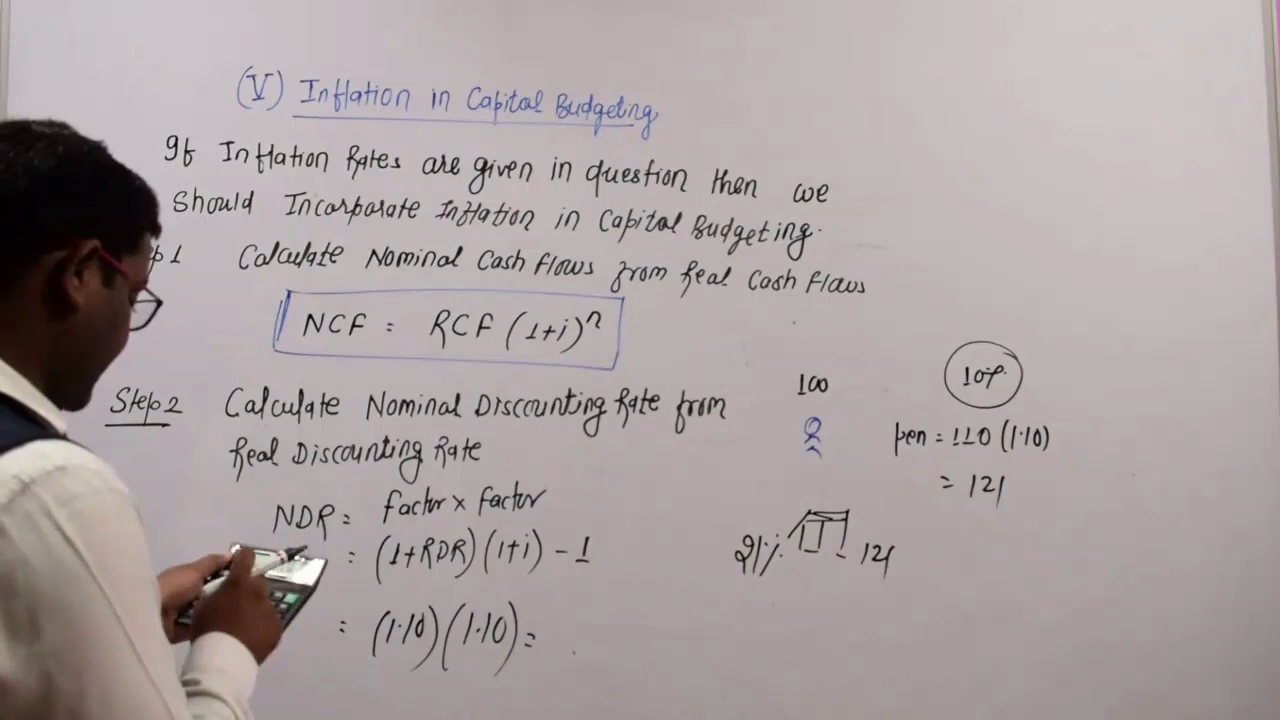 (V) Inflation in Capital Budgeting
If Inflation Rates are given in question then we
Should Incorporate Inflation in Capital Budgeting.
p 1 Calculate Nominal Cash flows from Real Cash flows
NCF = RCF (1+i)^n
Step 2 Calculate Nominal Discounting Rate from
Real Discounting Rate
NDR = factor x factor
= (1+RDR) (1+i) - 1
= (1.10) (1.10) =
100
10%.
pen = 110 (1.10)
= 121
21%
121